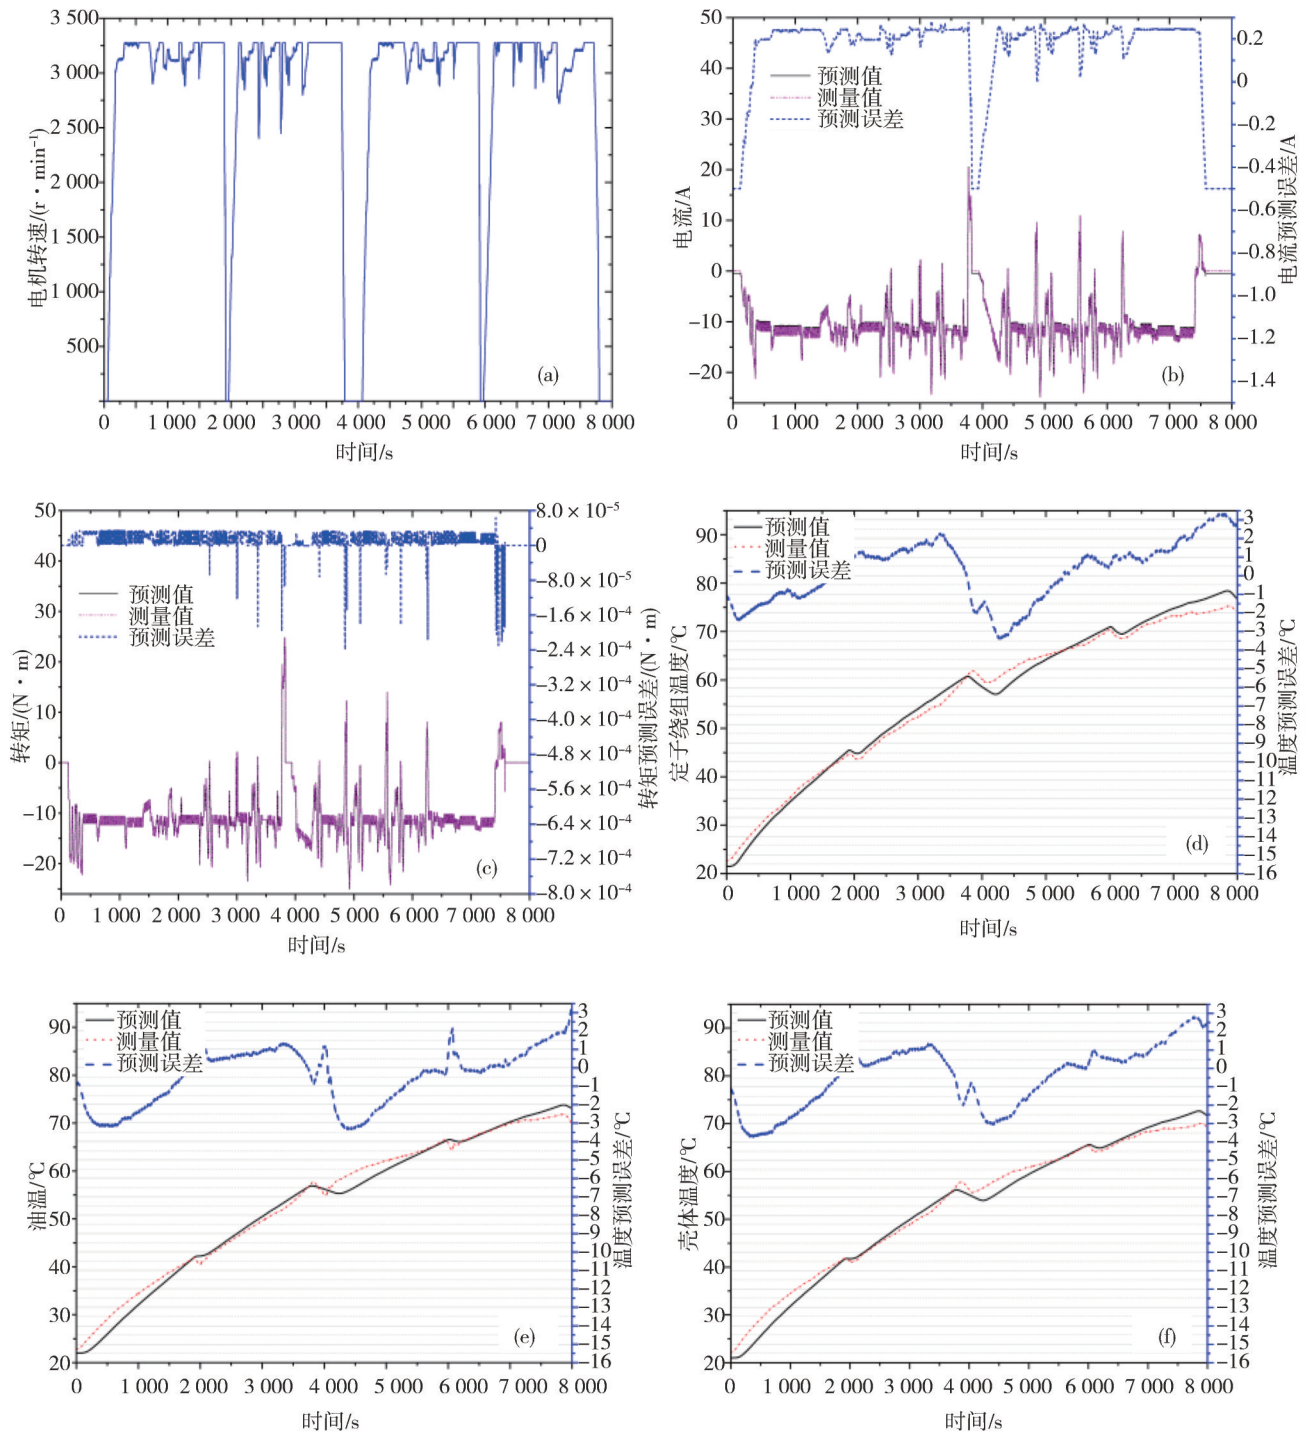 3 500
3 000
2 500
2 000
1 500
1 000
500
电机转速/(r·min⁻¹)
(a)
0 1 000 2 000 3 000 4 000 5 000 6 000 7 000 8 000
时间/s
50
40
30
20
10
0
-10
-20
电流/A
预测值
测量值
预测误差
0.2
0
-0.2
-0.4
-0.6
-0.8
-1.0
-1.2
-1.4
电流预测误差/A
(b)
0 1 000 2 000 3 000 4 000 5 000 6 000 7 000 8 000
时间/s
50
40
30
20
10
0
-10
-20
转矩/(N·m)
预测值
测量值
预测误差
8.0×10⁻⁵
0
-8.0×10⁻⁵
-1.6×10⁻⁴
-2.4×10⁻⁴
-3.2×10⁻⁴
-4.0×10⁻⁴
-4.8×10⁻⁴
-5.6×10⁻⁴
-6.4×10⁻⁴
-7.2×10⁻⁴
-8.0×10⁻⁴
转矩预测误差/(N·m)
(c)
0 1 000 2 000 3 000 4 000 5 000 6 000 7 000 8 000
时间/s
90
80
70
60
50
40
30
20
定子绕组温度/℃
预测值
测量值
预测误差
3
2
1
0
-1
-2
-3
-4
-5
-6
-7
-8
-9
-10
-11
-12
-13
-14
-15
-16
温度预测误差/℃
(d)
0 1 000 2 000 3 000 4 000 5 000 6 000 7 000 8 000
时间/s
90
80
70
60
50
40
30
20
油温/℃
预测值
测量值
预测误差
3
2
1
0
-1
-2
-3
-4
-5
-6
-7
-8
-9
-10
-11
-12
-13
-14
-15
-16
温度预测误差/℃
(e)
0 1 000 2 000 3 000 4 000 5 000 6 000 7 000 8 000
时间/s
90
80
70
60
50
40
30
20
壳体温度/℃
预测值
测量值
预测误差
3
2
1
0
-1
-2
-3
-4
-5
-6
-7
-8
-9
-10
-11
-12
-13
-14
-15
-16
温度预测误差/℃
(f)
0 1 000 2 000 3 000 4 000 5 000 6 000 7 000 8 000
时间/s